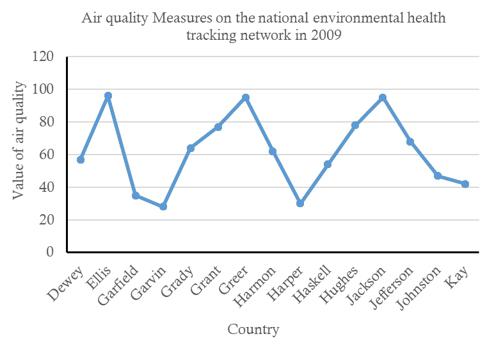 Air quality Measures on the national environmental health
tracking network in 2009
Value of air quality
120
100
80
60
40
20
0
Dewey
Ellis
Garfield
Garvin
Grady
Grant
Greer
Harmon
Harper
Haskell
Hughes
Jackson
Jefferson
Johnston
Kay
Country